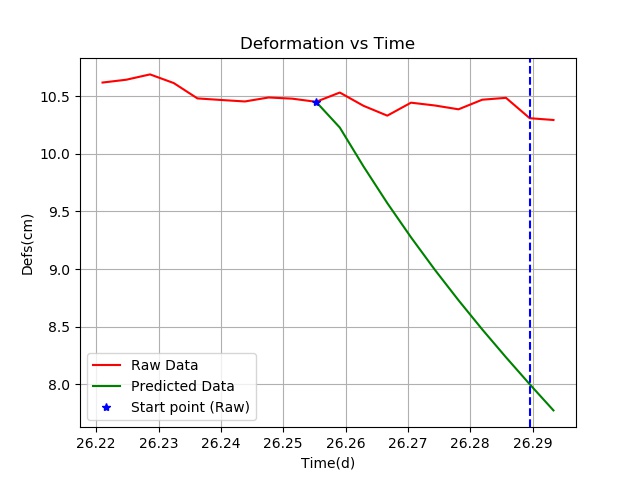 Deformation vs Time
Defs(cm)
10.5
10.0
9.5
9.0
8.5
8.0
Raw Data
Predicted Data
Start point (Raw)
26.22 26.23 26.24 26.25 26.26 26.27 26.28 26.29
Time(d)